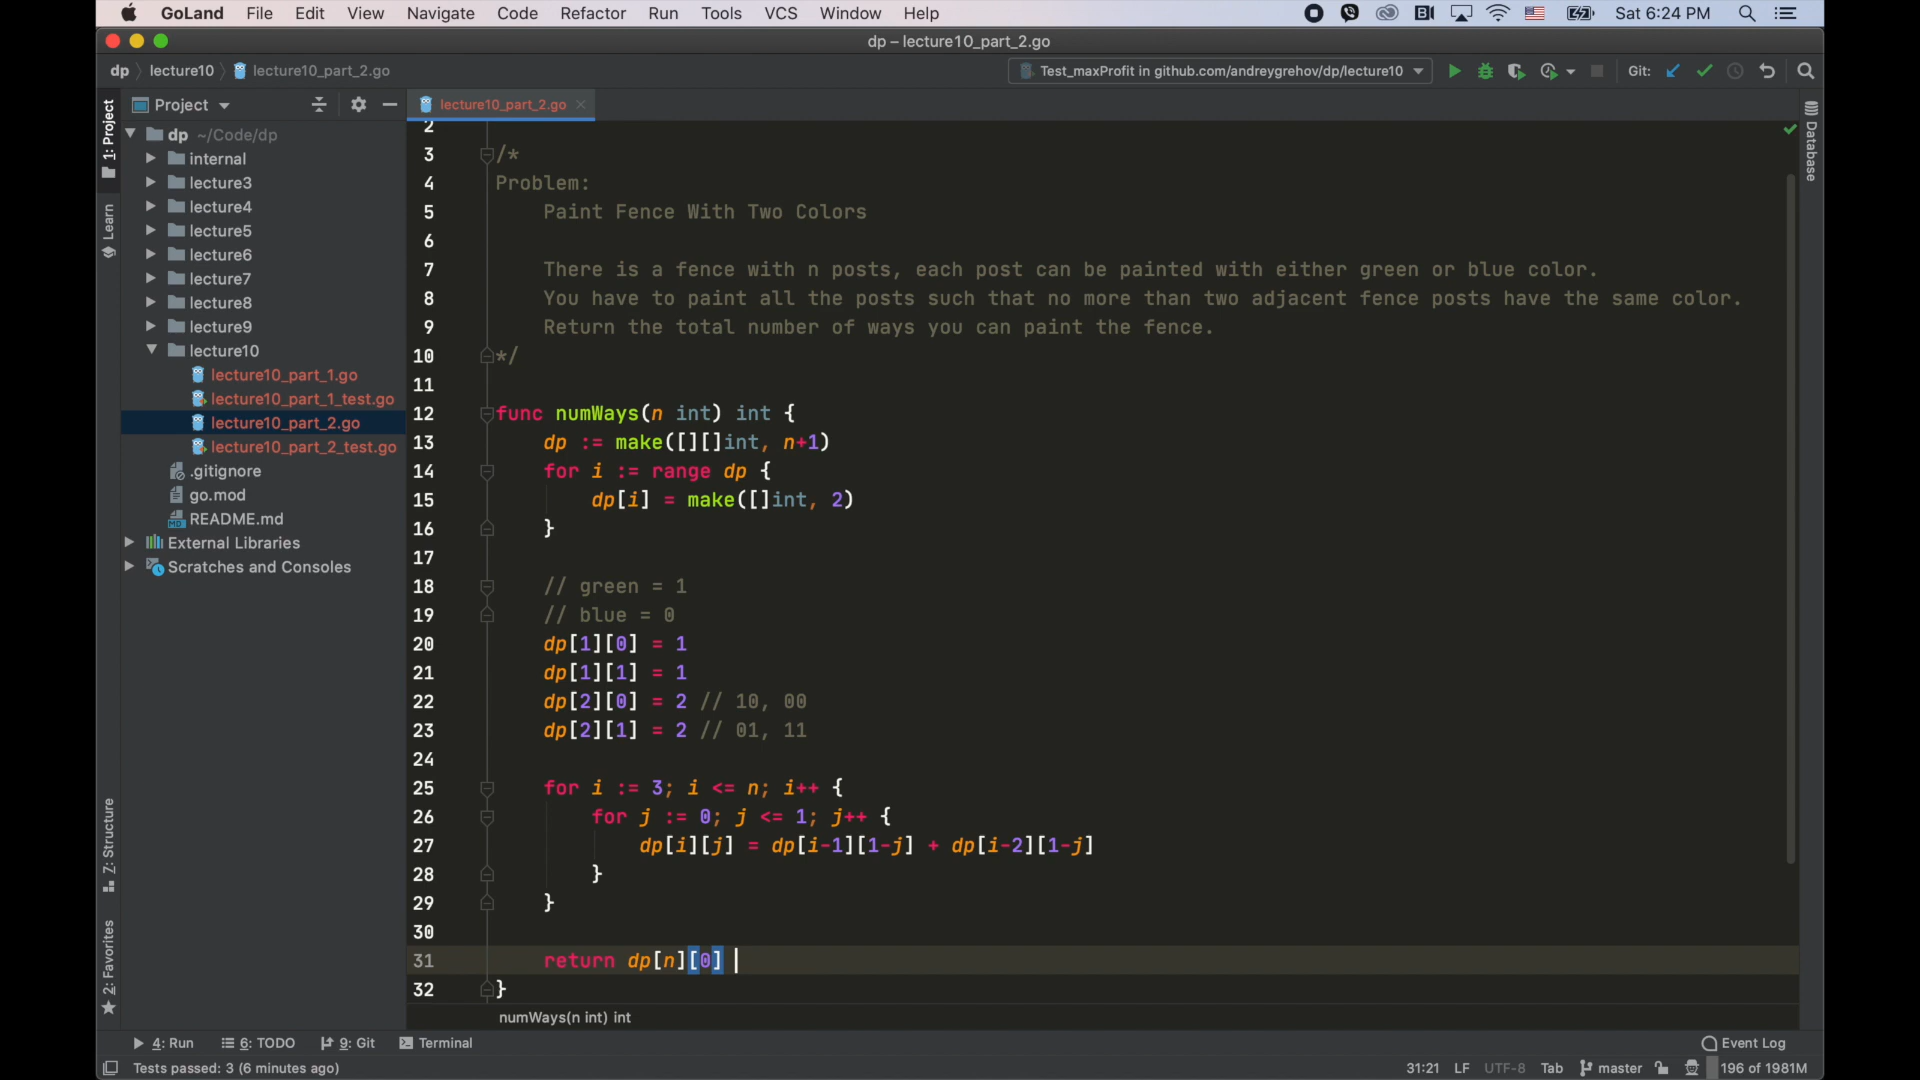 GoLand File Edit View Navigate Code Refactor Run Tools VCS Window Help Sat 6:24 PM
dp – lecture10_part_2.go
dp lecture10 lecture10_part_2.go Test_maxProfit in github.com/andreygrehov/dp/lecture10 Git:
1: Project
Learn
Z: Structure
2: Favorites
Project
dp ~/Code/dp
internal
lecture3
lecture4
lecture5
lecture6
lecture7
lecture8
lecture9
lecture10
lecture10_part_1.go
lecture10_part_1_test.go
lecture10_part_2.go
lecture10_part_2_test.go
.gitignore
go.mod
README.md
External Libraries
Scratches and Consoles
lecture10_part_2.go
2
3 /*
4 Problem:
5 Paint Fence With Two Colors
6
7 There is a fence with n posts, each post can be painted with either green or blue color.
8 You have to paint all the posts such that no more than two adjacent fence posts have the same color.
9 Return the total number of ways you can paint the fence.
10 */
11
12 func numWays(n int) int {
13 dp := make([][]int, n+1)
14 for i := range dp {
15 dp[i] = make([]int, 2)
16 }
17
18 // green = 1
19 // blue = 0
20 dp[1][0] = 1
21 dp[1][1] = 1
22 dp[2][0] = 2 // 10, 00
23 dp[2][1] = 2 // 01, 11
24
25 for i := 3; i <= n; i++ {
26 for j := 0; j <= 1; j++ {
27 dp[i][j] = dp[i-1][1-j] + dp[i-2][1-j]
28 }
29 }
30
31 return dp[n][0]
32 }
numWays(n int) int
Database
4: Run 6: TODO 9: Git Terminal Event Log
Tests passed: 3 (6 minutes ago) 31:21 LF UTF-8 Tab master 196 of 1981M